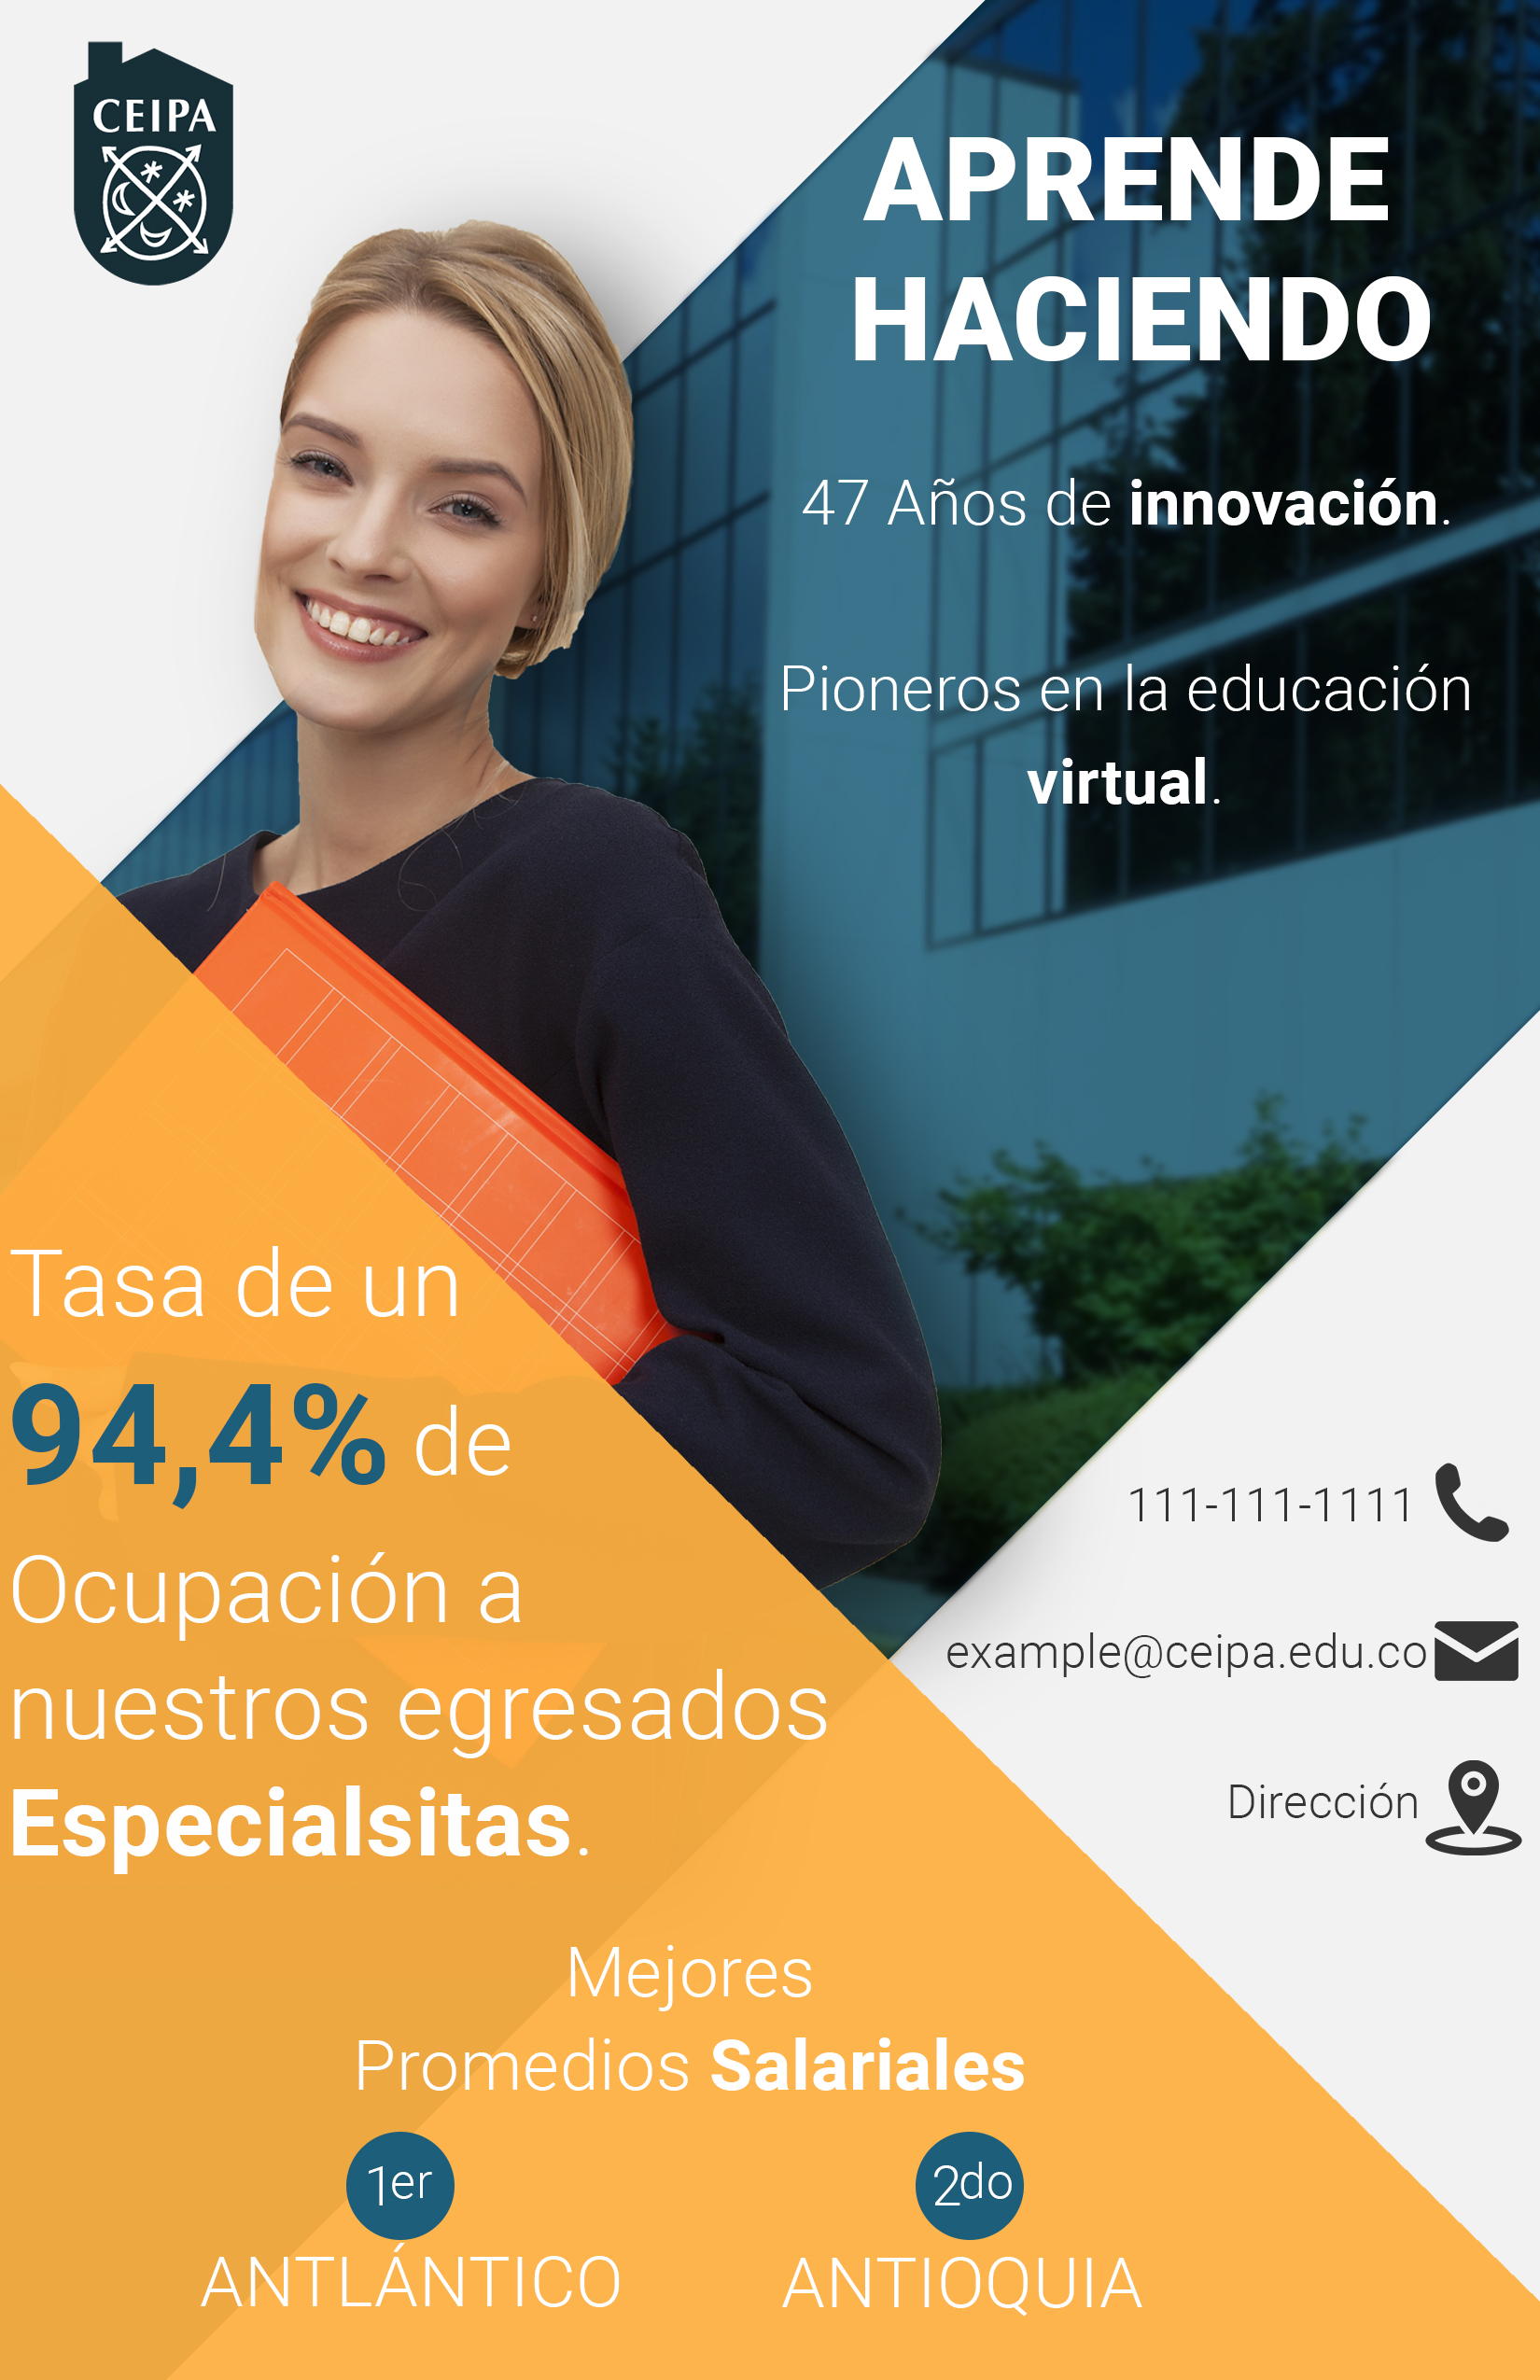 CEIPA
APRENDE
HACIENDO
47 Años de innovación.
Pioneros en la educación
virtual.
Tasa de un
94,4% de
Ocupación a
nuestros egresados
Especialsitas.
111-111-1111
example@ceipa.edu.co
Dirección
Mejores
Promedios Salariales
1er
ANTLÁNTICO
2do
ANTIOQUIA